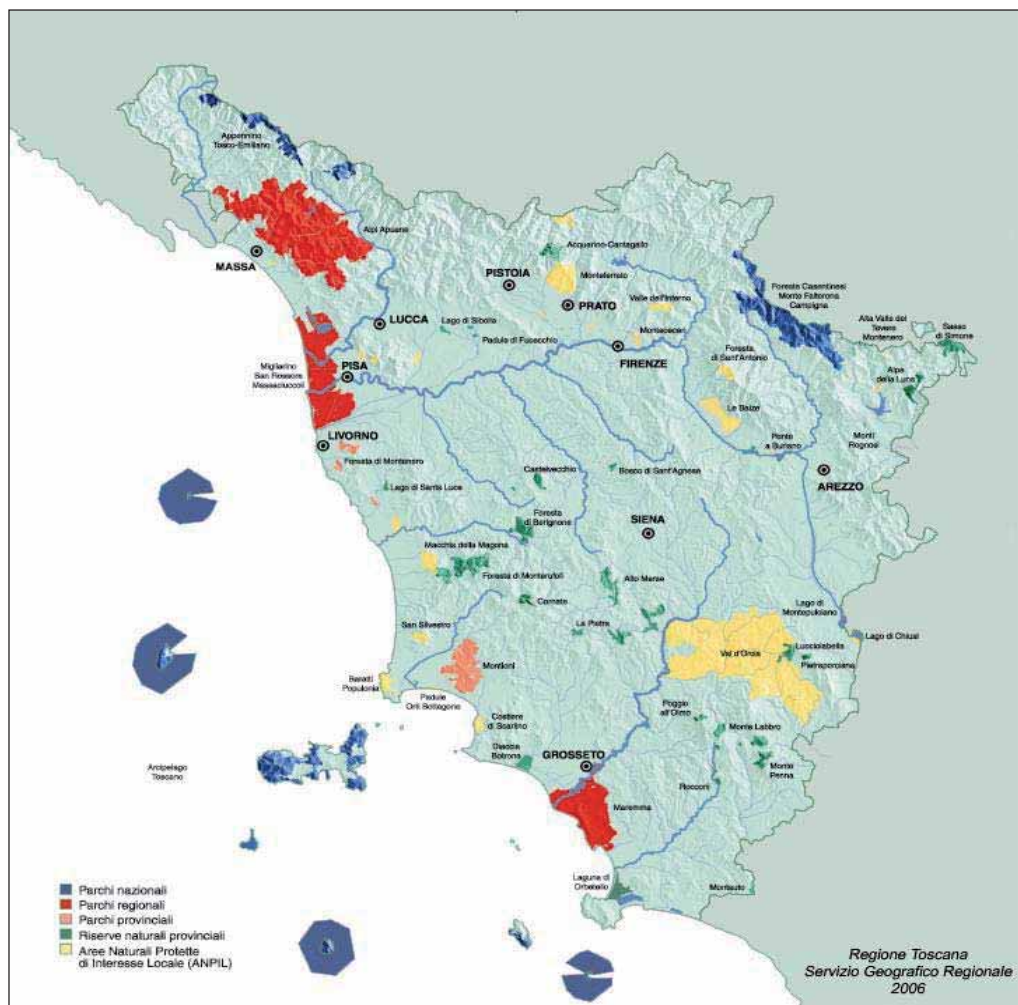 Appennino
Tosco-Emiliano
Alpi Apuane
MASSA
Acquerino-Cantagallo
PISTOIA
Monteferrato
PRATO
Valle dell'Inferno
Foreste Casentinesi
Monte Falterona
Campigna
LUCCA
Lago di Sibolla
Padule di Fucecchio
Montececeri
FIRENZE
Foresta
di Sant'Antonio
Alta Valle del
Tevere
Montenero
Sasso
di Simone
Alpe
della Luna
Migliarino
San Rossore
Massaciuccoli
PISA
Le Balze
LIVORNO
Ponte
a Buriano
Monti
Rognosi
Foresta di Montenero
Castelvecchio
Bosco di Sant'Agnese
AREZZO
Lago di Santa Luce
Foresta
di Berignone
SIENA
Macchia della Magona
Foresta di Monterufoli
Alto Merse
Cornate
Lago di
Montepulciano
San Silvestro
La Pietra
Lago di Chiusi
Val d'Orcia
Lucciolabella
Pietraporciana
Montioni
Baratti
Populonia
Padule
Orti Bottagone
Costiere
di Scarlino
Poggio
all'Olmo
Monte Labbro
Diaccia
Botrona
GROSSETO
Monte
Penna
Arcipelago
Toscano
Rocconi
Maremma
Laguna di
Orbetello
Montauto
Parchi nazionali
Parchi regionali
Parchi provinciali
Riserve naturali provinciali
Aree Naturali Protette
di Interesse Locale (ANPIL)
Regione Toscana
Servizio Geografico Regionale
2006